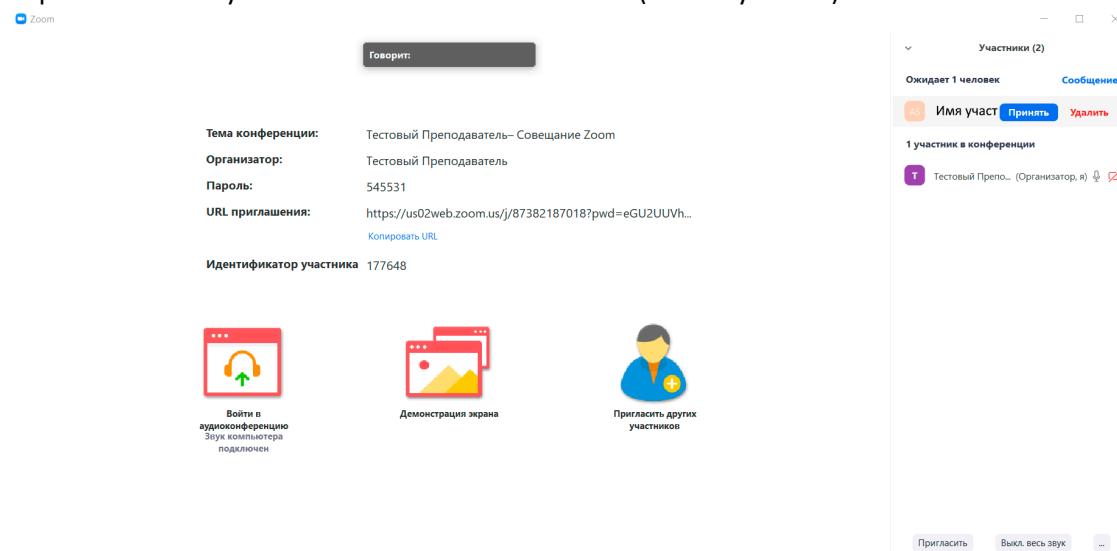 Zoom
Говорит:
Участники (2)
Ожидает 1 человек Сообщение
AS Имя участ Принять Удалить
1 участник в конференции
T Тестовый Препо... (Организатор, я)
Тема конференции: Тестовый Преподаватель– Совещание Zoom
Организатор: Тестовый Преподаватель
Пароль: 545531
URL приглашения: https://us02web.zoom.us/j/87382187018?pwd=eGU2UUVh...
Копировать URL
Идентификатор участника 177648
Войти в
аудиоконференцию
Звук компьютера
подключен
Демонстрация экрана
Пригласить других
участников
Пригласить Выкл. весь звук ...